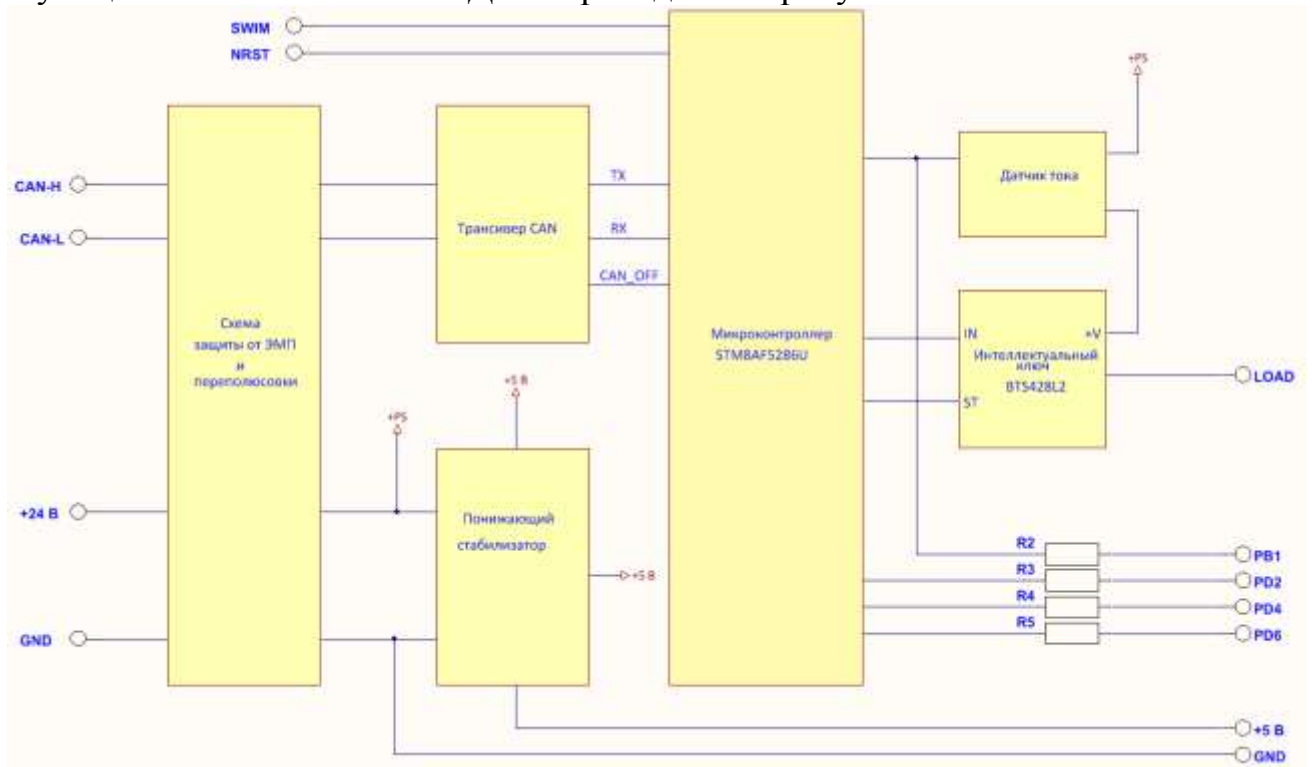 SWIM
NRST
+PS
CAN-H
CAN-L
TX
RX
CAN_OFF
Трансивер CAN
Датчик тока
Схема
защиты от ЭМП
и
переполюсовки
Микроконтроллер
STM8AF5286U
IN
+V
Интеллектуальный
ключ
BTS428L2
ST
LOAD
+5 В
+PS
+24 В
Понижающий
стабилизатор
+5 В
GND
R2
PB1
R3
PD2
R4
PD4
R5
PD6
+5 В
GND